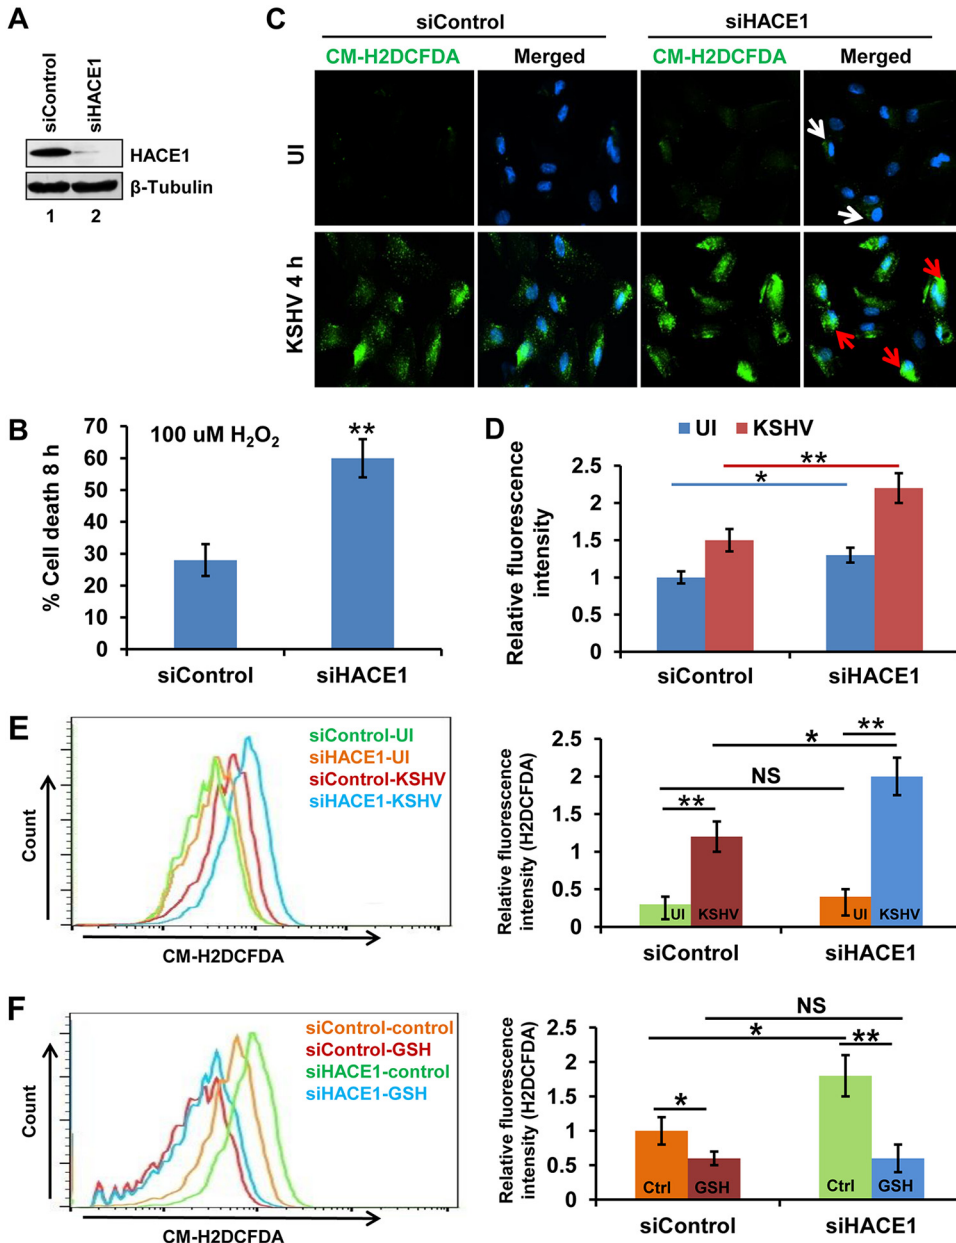 A
siControl
siHACE1
HACE1
β-Tubulin
1 2
C
siControl siHACE1
CM-H2DCFDA Merged CM-H2DCFDA Merged
UI
KSHV 4 h
B
100 uM H₂O₂
**
% Cell death 8 h
70
60
50
40
30
20
10
0
siControl siHACE1
D
UI KSHV
**
*
Relative fluorescence
intensity
2.5
2
1.5
1
0.5
0
siControl siHACE1
E
siControl-UI
siHACE1-UI
siControl-KSHV
siHACE1-KSHV
Count
CM-H2DCFDA
Relative fluorescence
intensity (H2DCFDA)
2.5
2
1.5
1
0.5
0
**
*
NS
**
UI KSHV UI KSHV
siControl siHACE1
F
siControl-control
siControl-GSH
siHACE1-control
siHACE1-GSH
Count
CM-H2DCFDA
Relative fluorescence
intensity (H2DCFDA)
2.5
2
1.5
1
0.5
0
NS
*
**
*
Ctrl GSH Ctrl GSH
siControl siHACE1